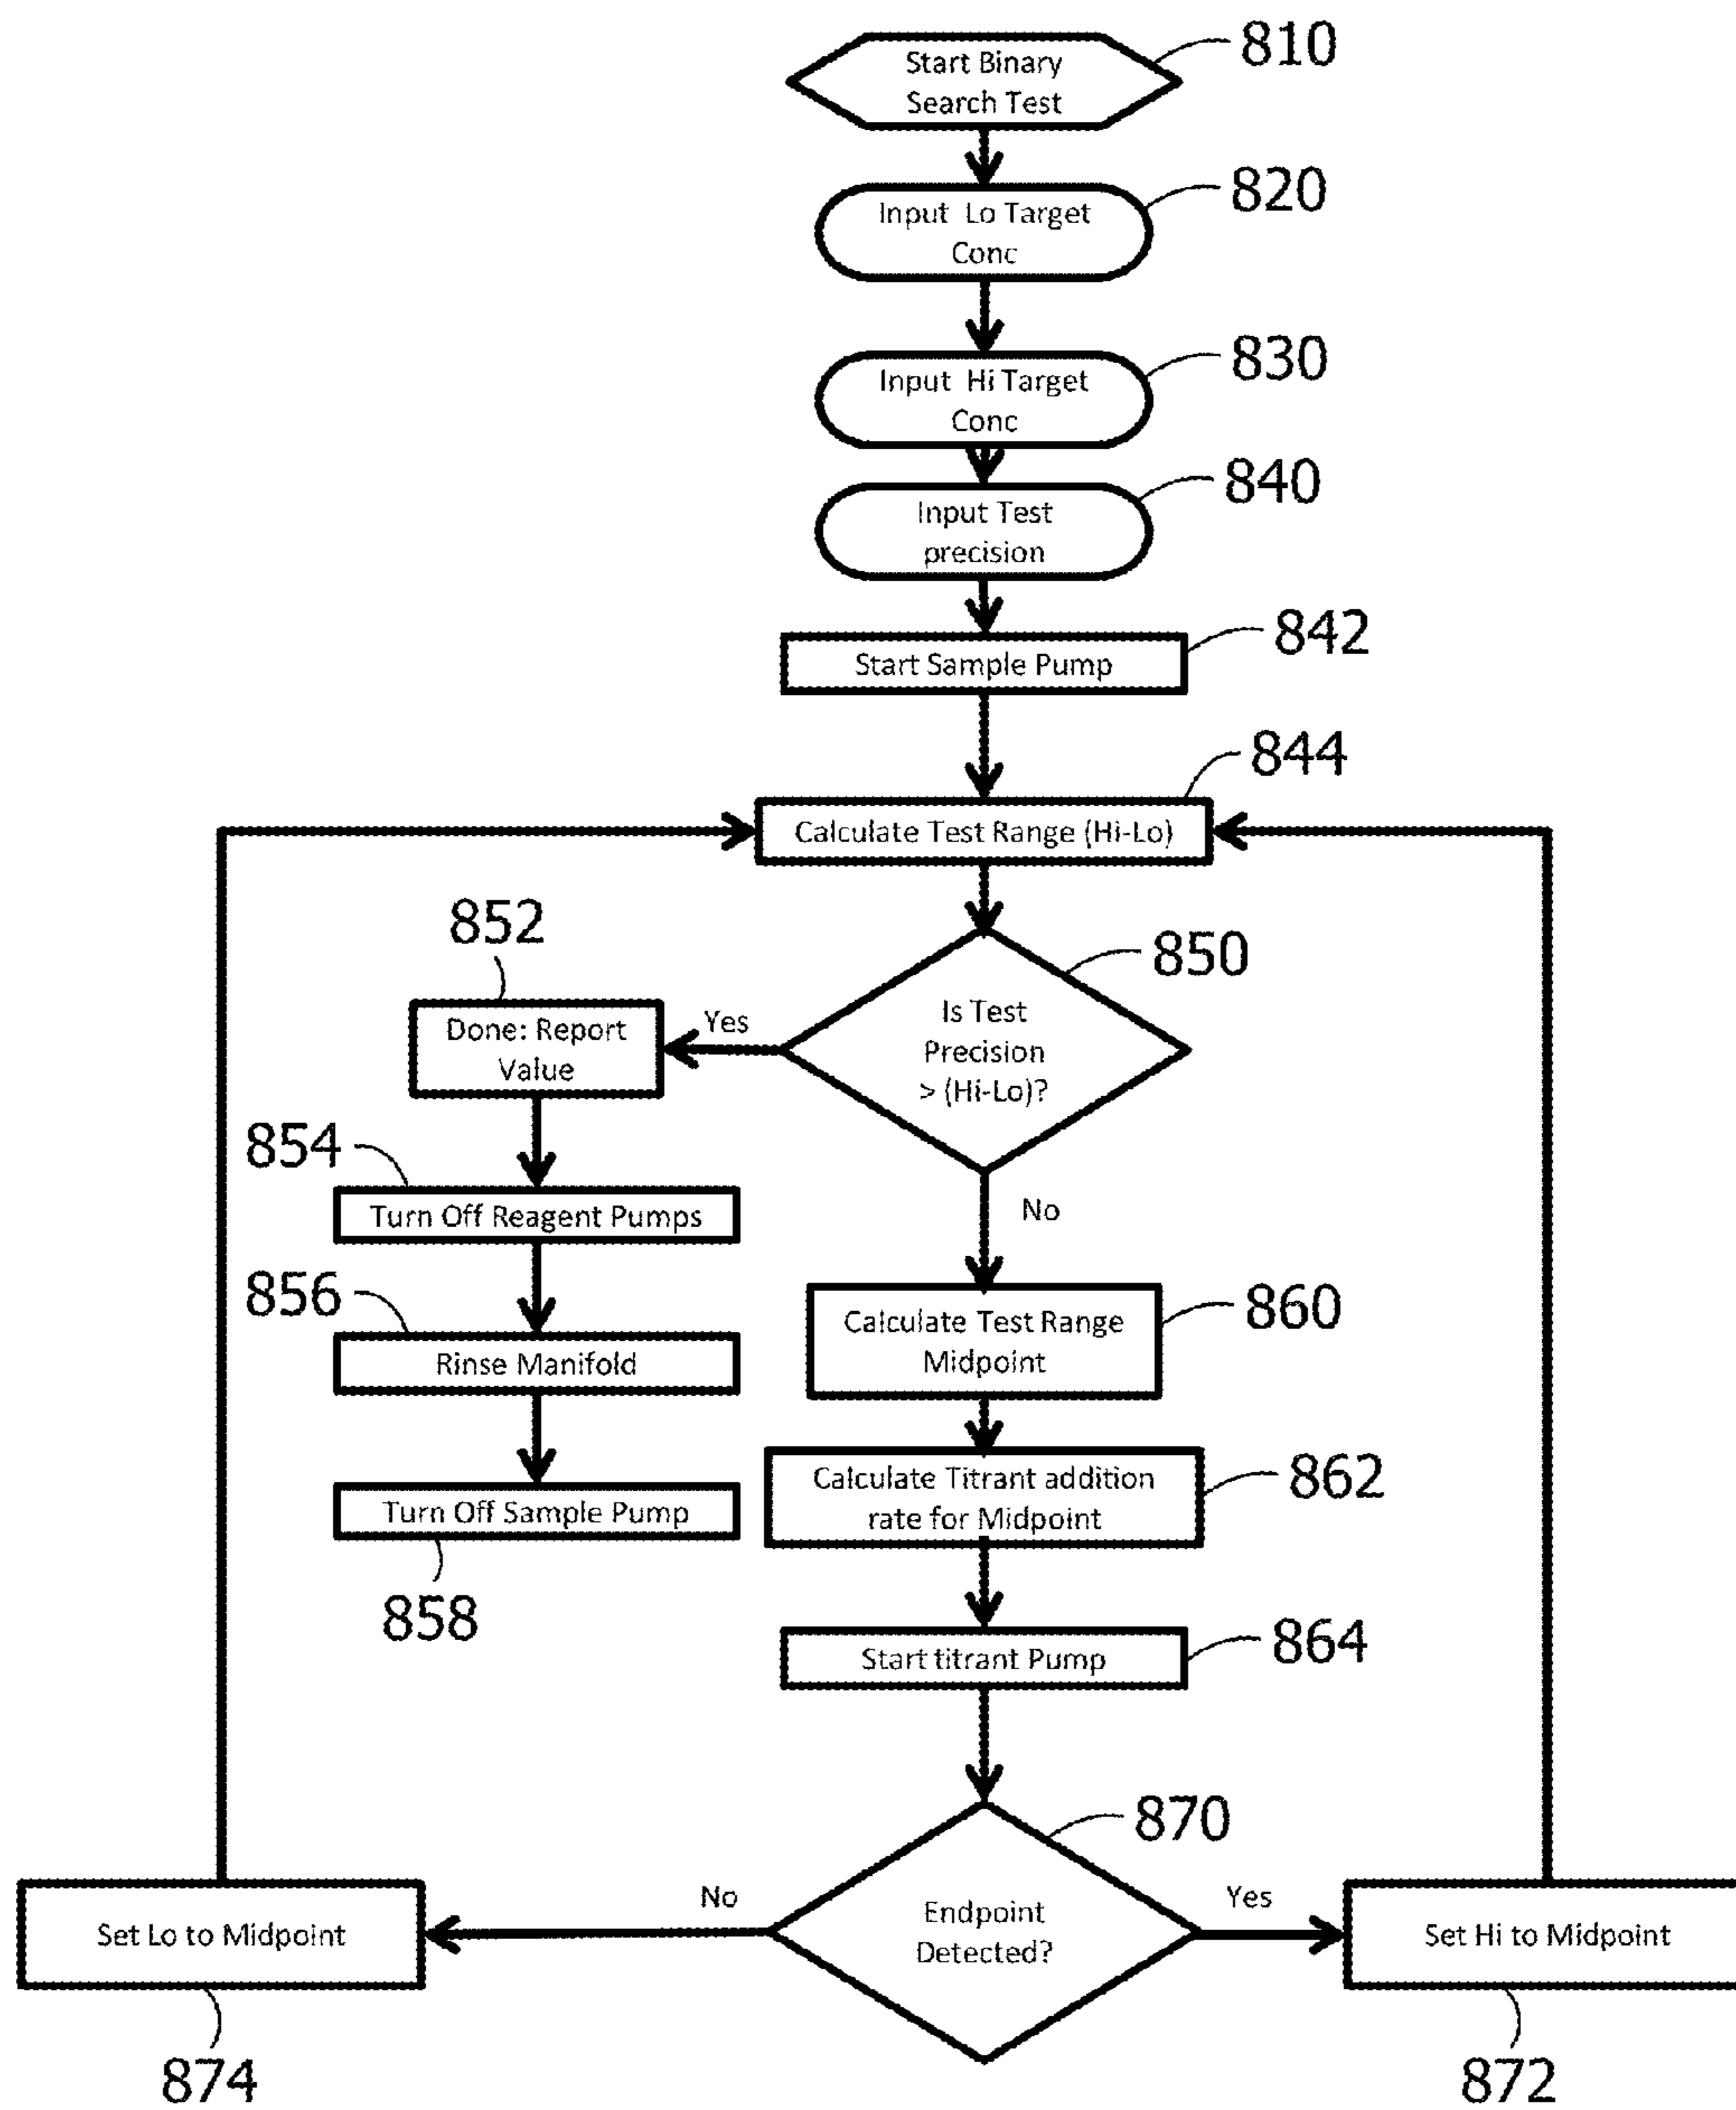 Start Binary
Search Test
810
Input Lo Target
Conc
820
Input Hi Target
Conc
830
Input Test
precision
840
Start Sample Pump
842
844
Calculate Test Range (Hi-Lo)
852
850
Done: Report
Value
Yes
Is Test
Precision
> (Hi-Lo)?
854
Turn Off Reagent Pumps
No
856
Rinse Manifold
Calculate Test Range
Midpoint
860
Turn Off Sample Pump
858
Calculate Titrant addition
rate for Midpoint
862
Start titrant Pump
864
870
Endpoint
Detected?
No
Yes
Set Lo to Midpoint
874
Set Hi to Midpoint
872